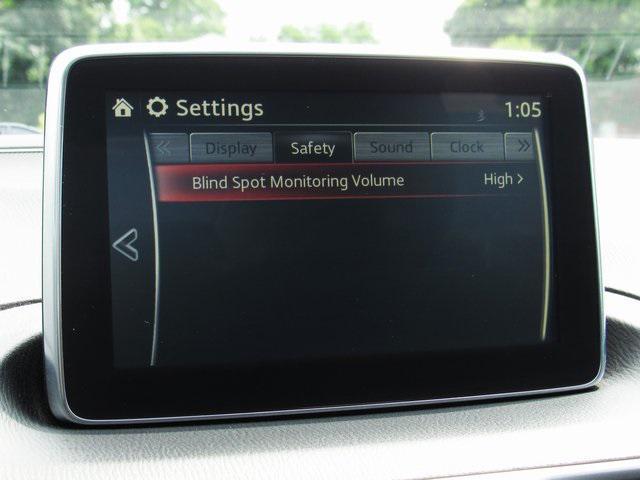 Settings 1:05
Display Safety Sound Clock
Blind Spot Monitoring Volume High